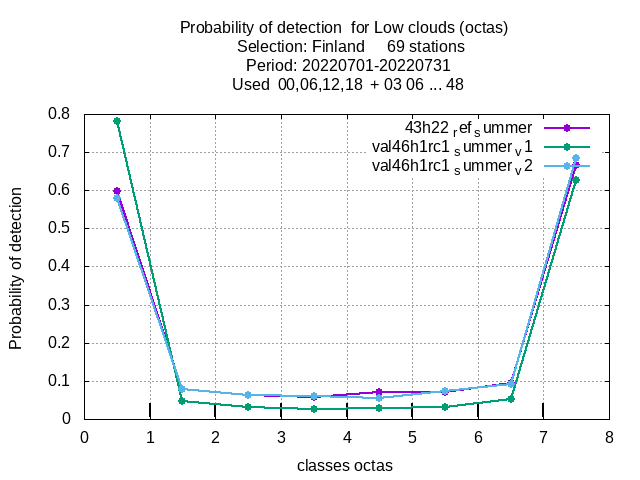 Probability of detection  for Low clouds (octas)
Selection: Finland     69 stations
Period: 20220701-20220731
Used  00,06,12,18  + 03 06 ... 48
0.8
0.7
0.6
0.5
0.4
0.3
0.2
0.1
0
Probability of detection
43h22 ref summer
val46h1rc1 summer v1
val46h1rc1 summer v2
0 1 2 3 4 5 6 7 8
classes octas